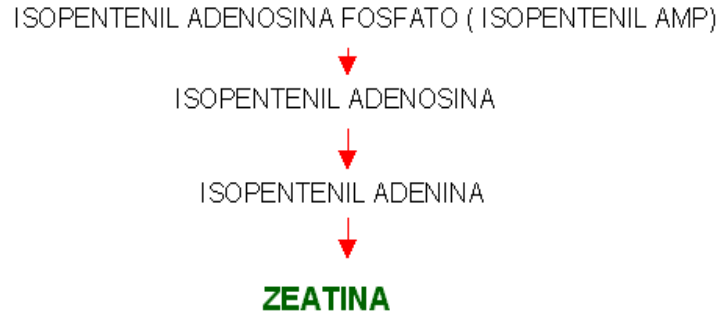 ISOPENTENIL ADENOSINA FOSFATO ( ISOPENTENIL AMP)
ISOPENTENIL ADENOSINA
ISOPENTENIL ADENINA
ZEATINA